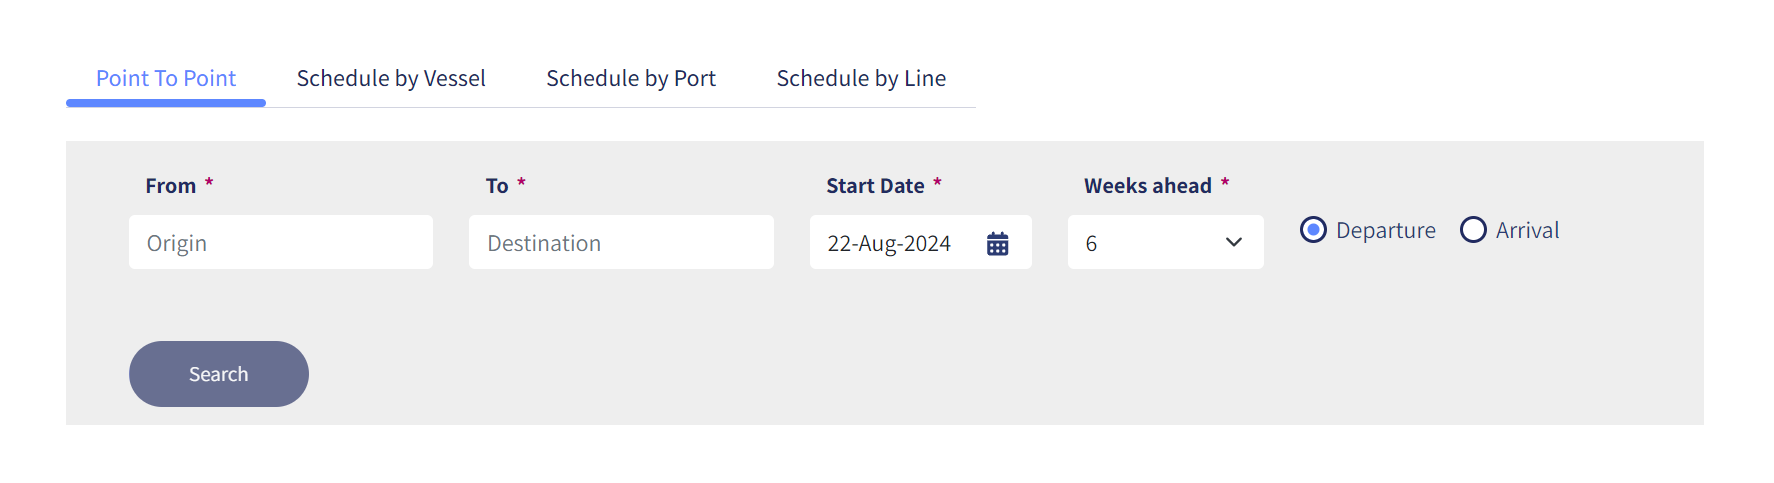 Point To Point Schedule by Vessel Schedule by Port Schedule by Line
From * To * Start Date * Weeks ahead *
Origin Destination 22-Aug-2024 6 Departure Arrival
Search